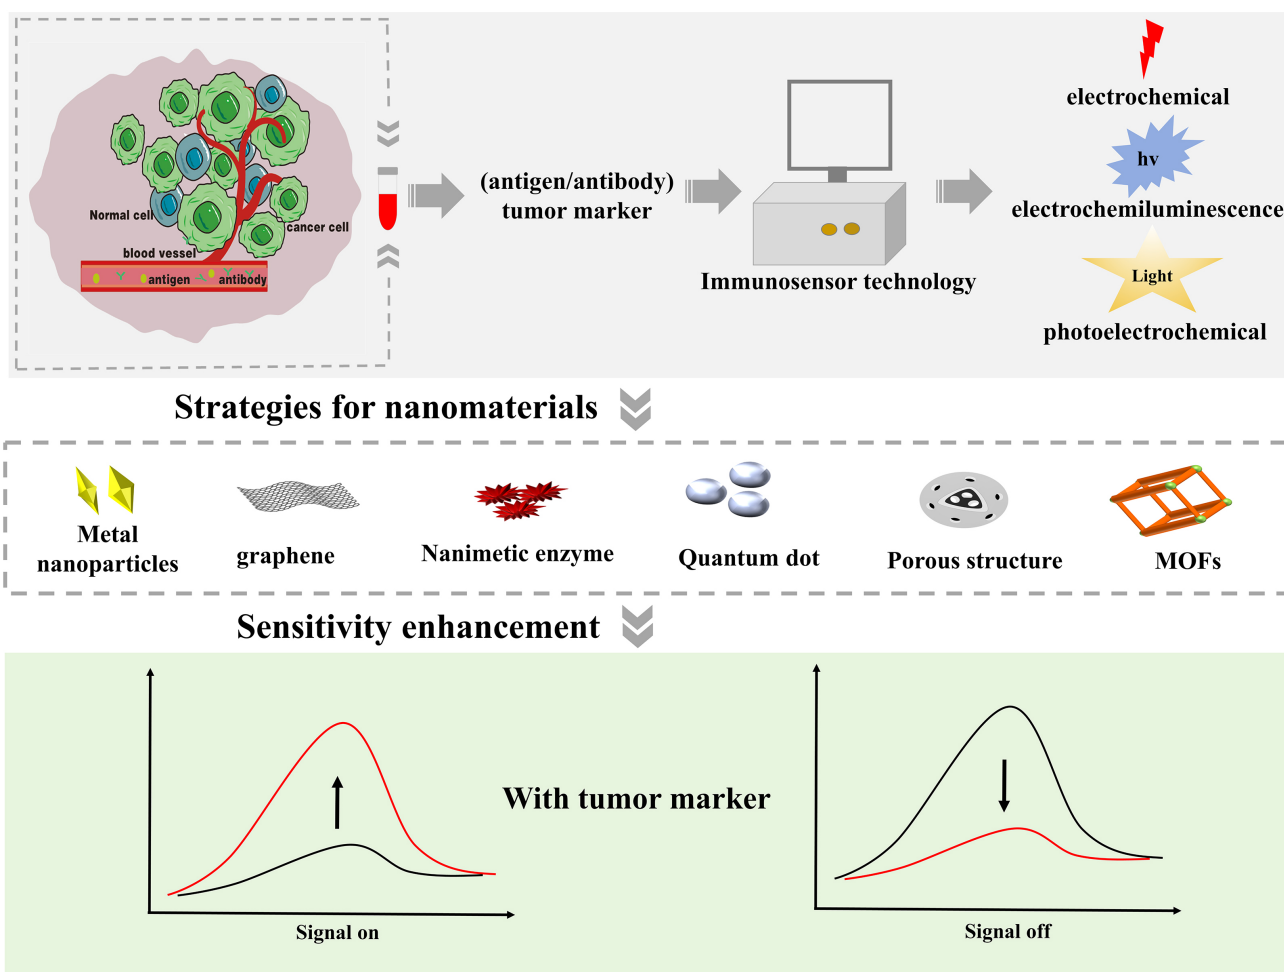 Normal cell
cancer cell
blood vessel
antigen
antibody
(antigen/antibody)
tumor marker
Immunosensor technology
electrochemical
hv
electrochemiluminescence
Light
photoelectrochemical
Strategies for nanomaterials
Metal
nanoparticles
graphene
Nanimetic enzyme
Quantum dot
Porous structure
MOFs
Sensitivity enhancement
With tumor marker
Signal on
Signal off